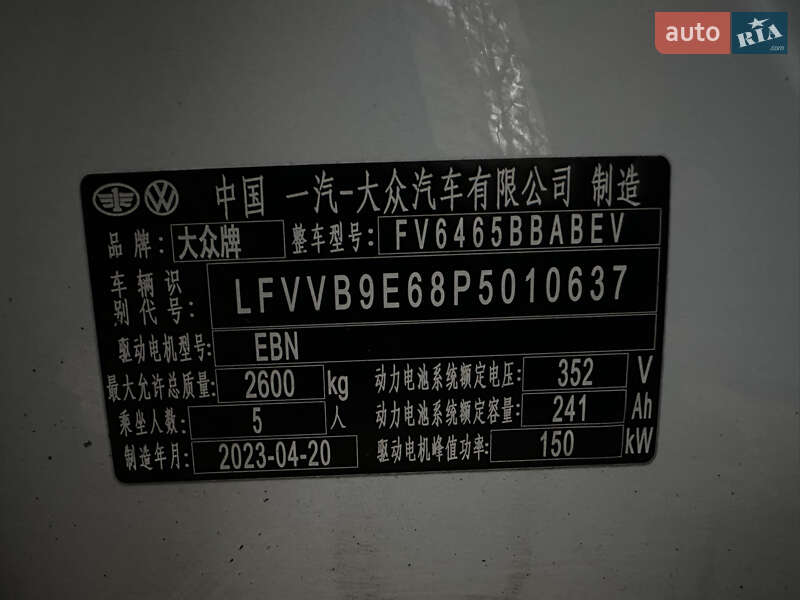 auto RIA .com
中国 一汽-大众汽车有限公司 制造
品牌: 大众牌 整车型号: FV6465BBABEV
车辆识别代号: LFVVB9E68P5010637
驱动电机型号: EBN
最大允许总质量: 2600 kg 动力电池系统额定电压: 352 V
乘坐人数: 5 人 动力电池系统额定容量: 241 Ah
制造年月: 2023-04-20 驱动电机峰值功率: 150 kW